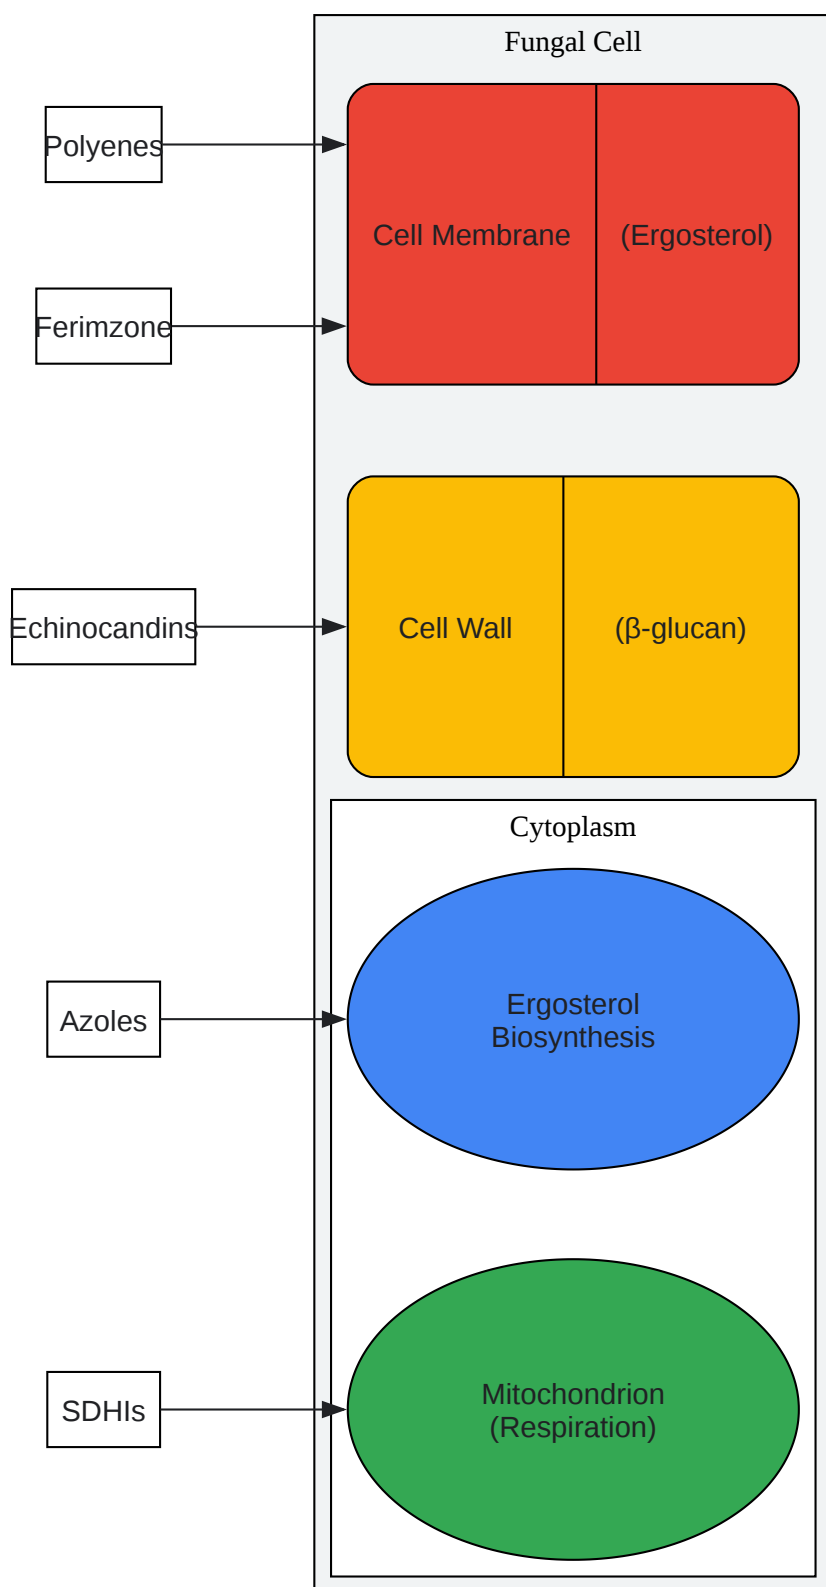 Fungal Cell
Polyenes
Cell Membrane
(Ergosterol)
Ferimzone
Echinocandins
Cell Wall
(β-glucan)
Cytoplasm
Azoles
Ergosterol
Biosynthesis
SDHIs
Mitochondrion
(Respiration)